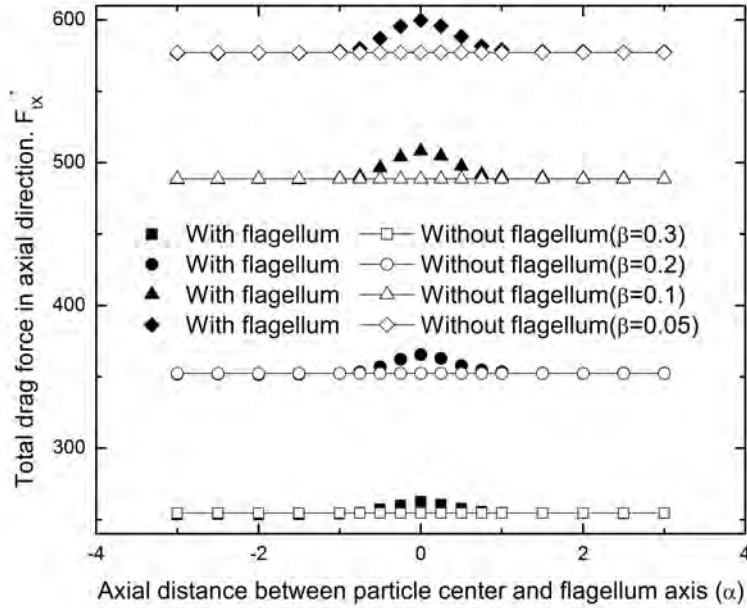 600
500
400
300
Total drag force in axial direction. F_tx
With flagellum Without flagellum(β=0.3)
With flagellum Without flagellum(β=0.2)
With flagellum Without flagellum(β=0.1)
With flagellum Without flagellum(β=0.05)
-4 -2 0 2 4
Axial distance between particle center and flagellum axis (α)